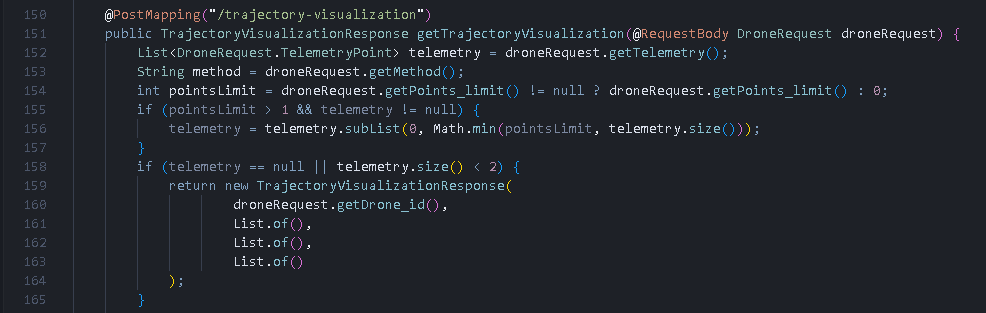 150 @PostMapping("/trajectory-visualization")
151 public TrajectoryVisualizationResponse getTrajectoryVisualization(@RequestBody DroneRequest droneRequest) {
152 List<DroneRequest.TelemetryPoint> telemetry = droneRequest.getTelemetry();
153 String method = droneRequest.getMethod();
154 int pointsLimit = droneRequest.getPoints_limit() != null ? droneRequest.getPoints_limit() : 0;
155 if (pointsLimit > 1 && telemetry != null) {
156 telemetry = telemetry.subList(0, Math.min(pointsLimit, telemetry.size()));
157 }
158 if (telemetry == null || telemetry.size() < 2) {
159 return new TrajectoryVisualizationResponse(
160 droneRequest.getDrone_id(),
161 List.of(),
162 List.of(),
163 List.of()
164 );
165 }